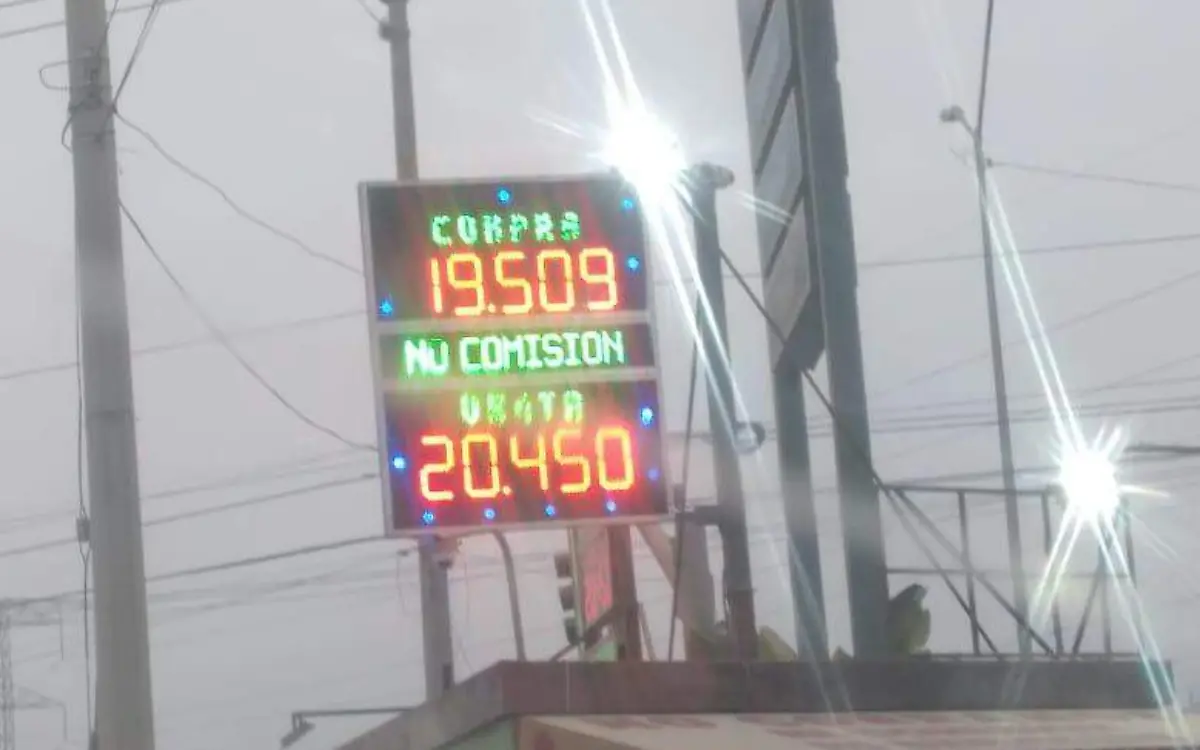 COMPRA
19.509
NO COMISION
VENTA
20.450